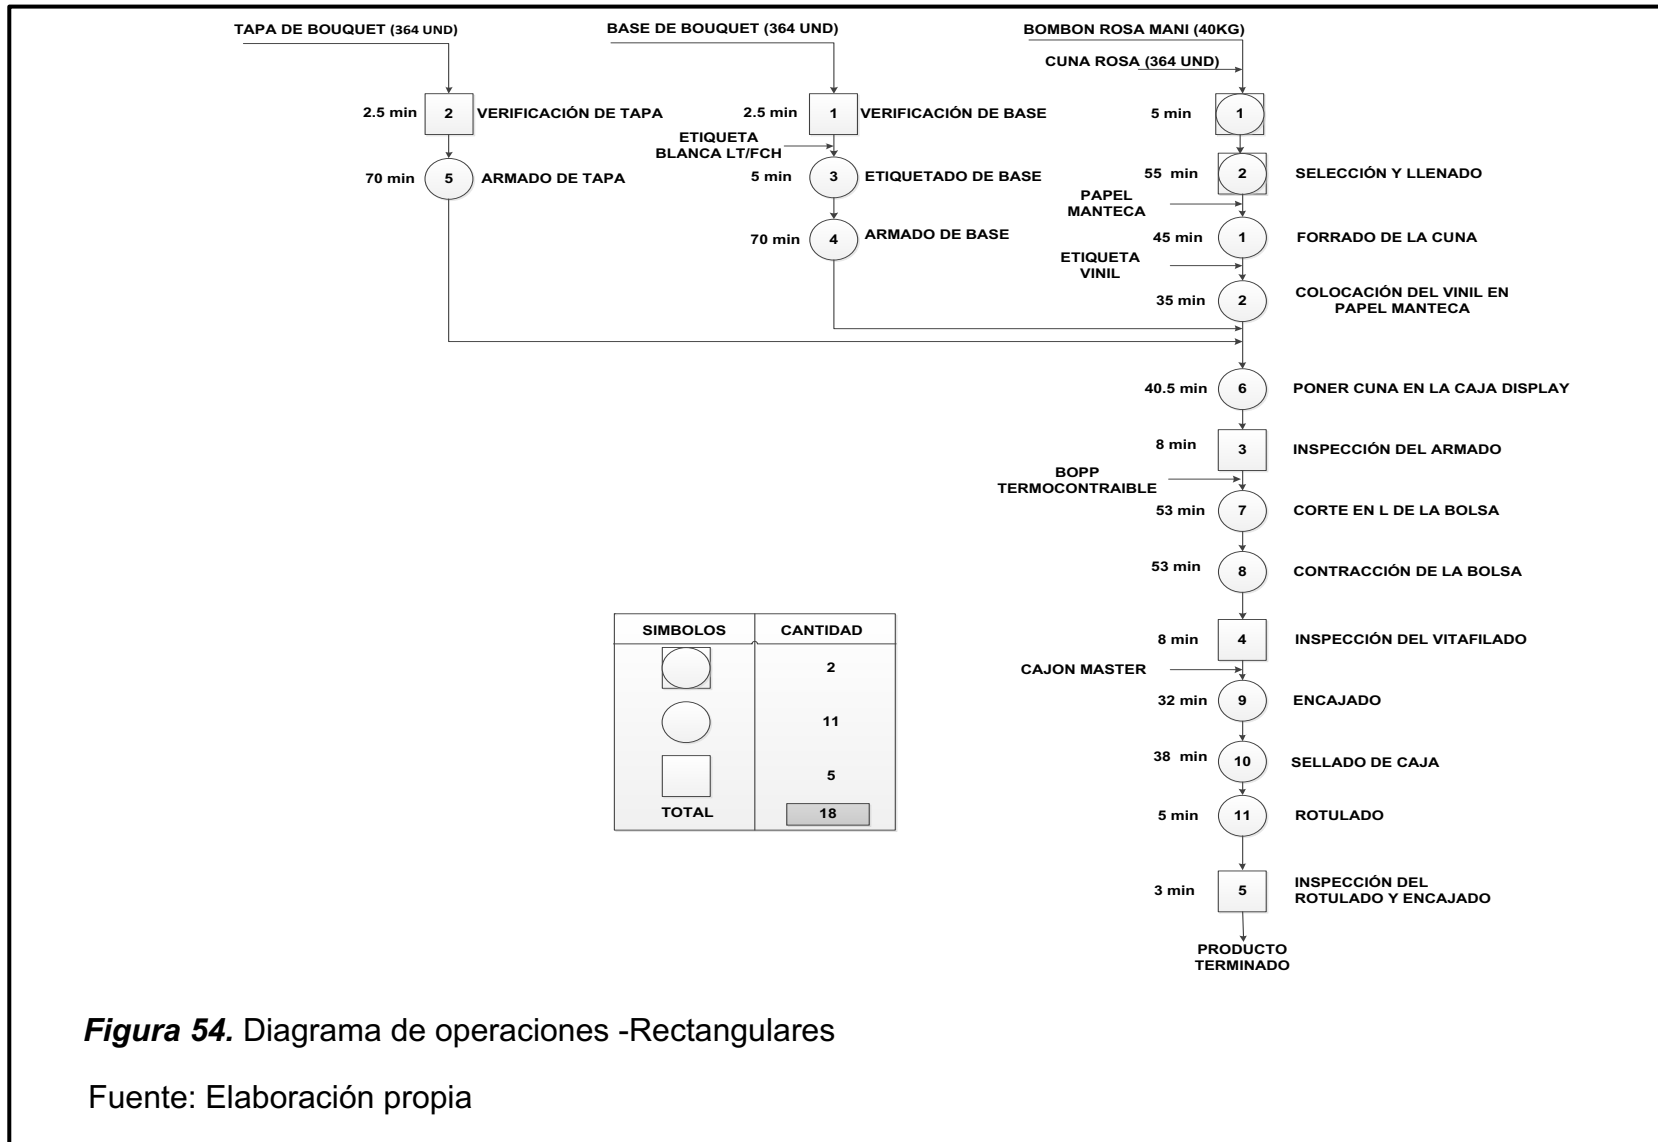 TAPA DE BOUQUET (364 UND)
BASE DE BOUQUET (364 UND)
BOMBON ROSA MANI (40KG)
CUNA ROSA (364 UND)
2.5 min 2 VERIFICACIÓN DE TAPA
2.5 min 1 VERIFICACIÓN DE BASE
5 min 1
ETIQUETA
BLANCA LT/FCH
70 min 5 ARMADO DE TAPA
5 min 3 ETIQUETADO DE BASE
55 min 2 SELECCIÓN Y LLENADO
PAPEL
MANTECA
70 min 4 ARMADO DE BASE
45 min 1 FORRADO DE LA CUNA
ETIQUETA
VINIL
35 min 2 COLOCACIÓN DEL VINIL EN
PAPEL MANTECA
40.5 min 6 PONER CUNA EN LA CAJA DISPLAY
8 min 3 INSPECCIÓN DEL ARMADO
BOPP
TERMOCONTRAIBLE
53 min 7 CORTE EN L DE LA BOLSA
53 min 8 CONTRACCIÓN DE LA BOLSA
8 min 4 INSPECCIÓN DEL VITAFILADO
CAJON MASTER
32 min 9 ENCAJADO
38 min 10 SELLADO DE CAJA
5 min 11 ROTULADO
3 min 5 INSPECCIÓN DEL
ROTULADO Y ENCAJADO
PRODUCTO
TERMINADO
SIMBOLOS CANTIDAD
2
11
5
TOTAL 18
Figura 54. Diagrama de operaciones -Rectangulares
Fuente: Elaboración propia